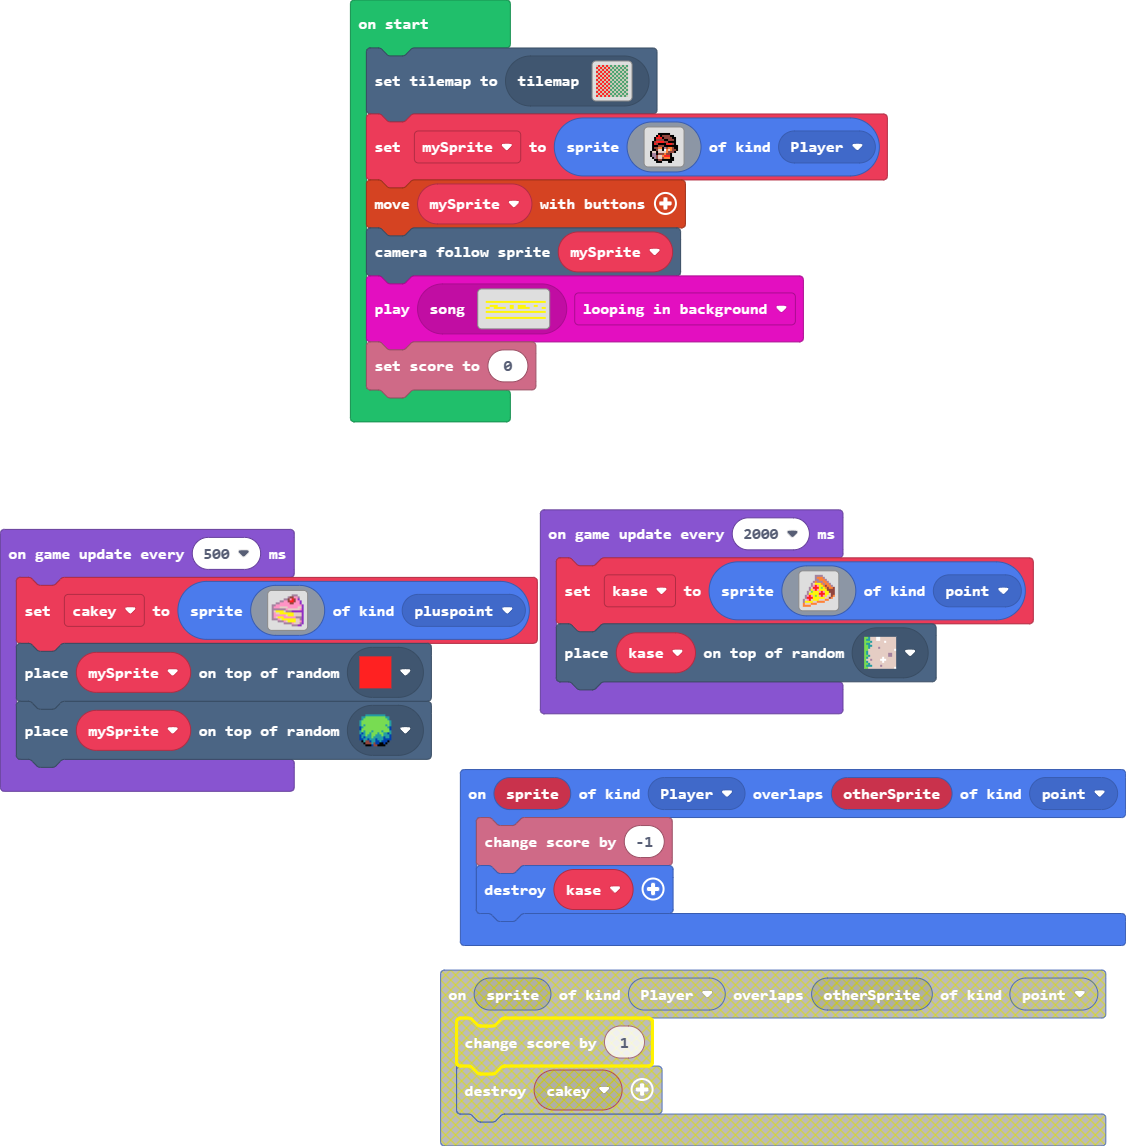 on start
set tilemap to tilemap
set mySprite to sprite of kind Player
move mySprite with buttons
camera follow sprite mySprite
play song looping in background
set score to 0
on game update every 500 ms
set cakey to sprite of kind pluspoint
place mySprite on top of random
place mySprite on top of random
on game update every 2000 ms
set kase to sprite of kind point
place kase on top of random
on sprite of kind Player overlaps otherSprite of kind point
change score by -1
destroy kase
on sprite of kind Player overlaps otherSprite of kind point
change score by 1
destroy cakey